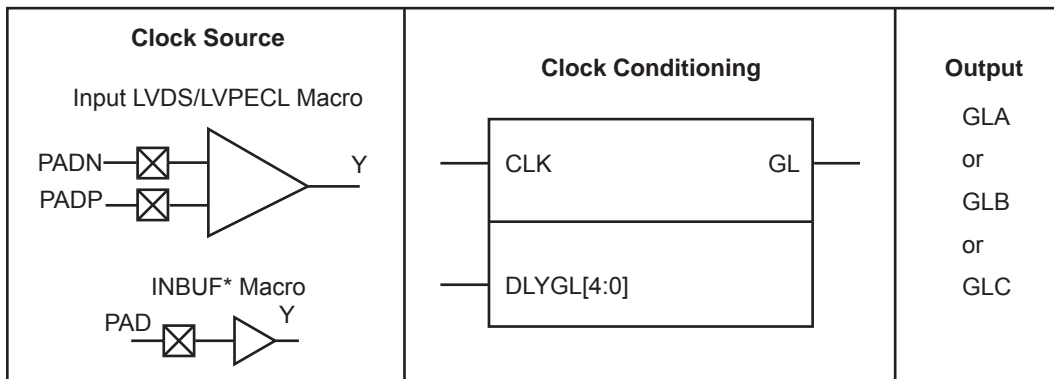 Clock Source
Input LVDS/LVPECL Macro
PADN
PADP
Y
INBUF* Macro
PAD
Y
Clock Conditioning
CLK
GL
DLYGL[4:0]
Output
GLA
or
GLB
or
GLC